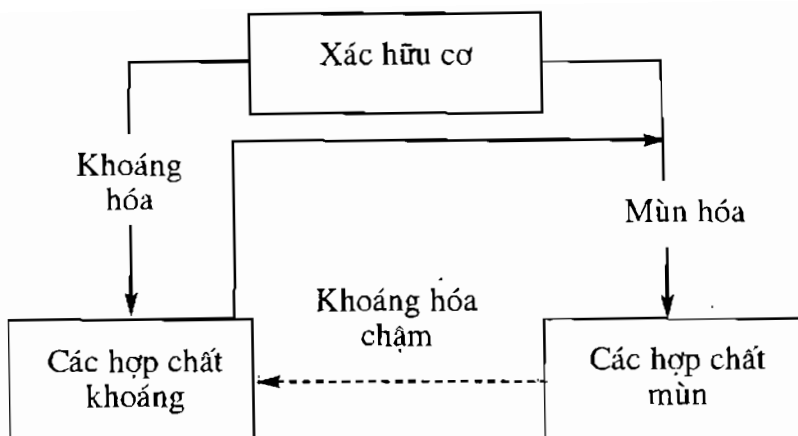 Xác hữu cơ
Khoáng
hóa
Mùn hóa
Khoáng hóa
chậm
Các hợp chất
khoáng
Các hợp chất
mùn